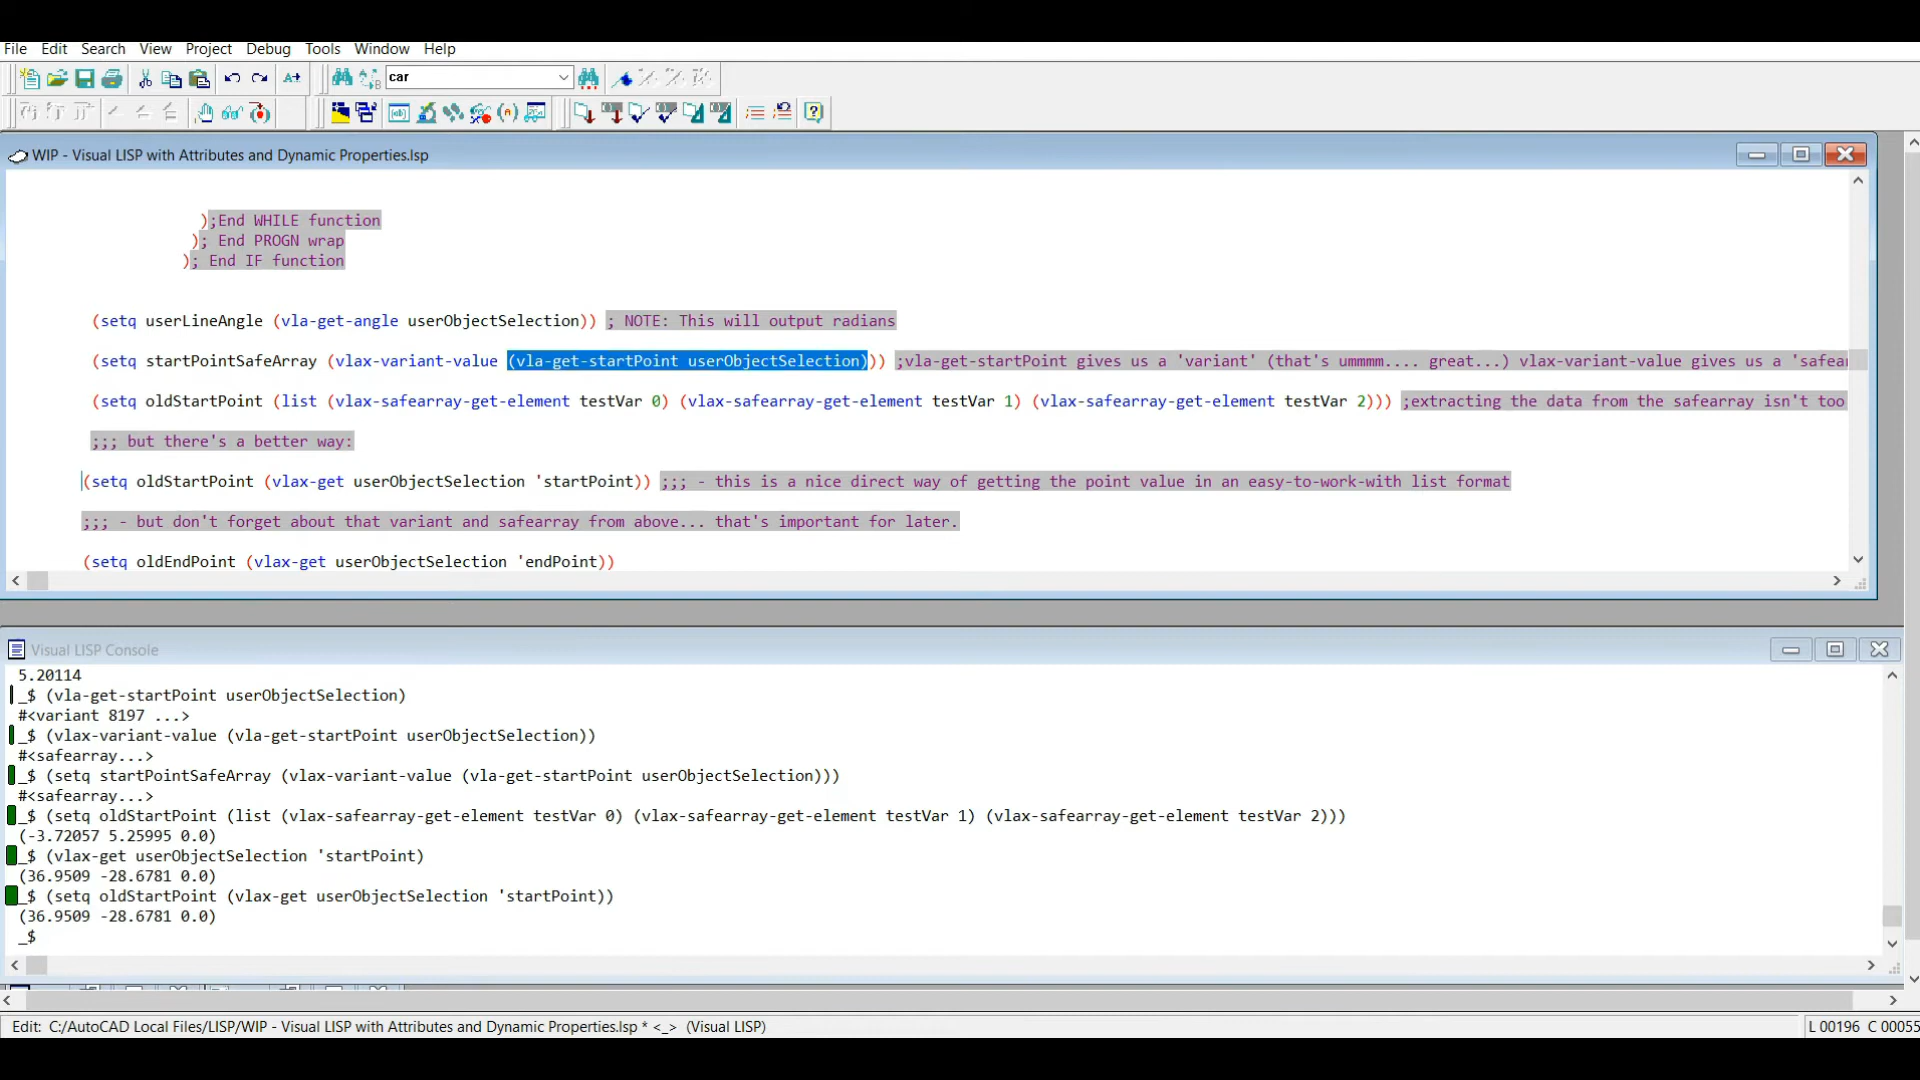 File Edit Search View Project Debug Tools Window Help
car
WIP - Visual LISP with Attributes and Dynamic Properties.lsp
);End WHILE function
); End PROGN wrap
); End IF function
(setq userLineAngle (vla-get-angle userObjectSelection)) ; NOTE: This will output radians
(setq startPointSafeArray (vlax-variant-value (vla-get-startPoint userObjectSelection))) ;vla-get-startPoint gives us a 'variant' (that's ummmm.... great...) vlax-variant-value gives us a 'safear
(setq oldStartPoint (list (vlax-safearray-get-element testVar 0) (vlax-safearray-get-element testVar 1) (vlax-safearray-get-element testVar 2))) ;extracting the data from the safearray isn't too
;;; but there's a better way:
(setq oldStartPoint (vlax-get userObjectSelection 'startPoint)) ;;; - this is a nice direct way of getting the point value in an easy-to-work-with list format
;;; - but don't forget about that variant and safearray from above... that's important for later.
(setq oldEndPoint (vlax-get userObjectSelection 'endPoint))
Visual LISP Console
5.20114
_$ (vla-get-startPoint userObjectSelection)
#<variant 8197 ...>
_$ (vlax-variant-value (vla-get-startPoint userObjectSelection))
#<safearray...>
_$ (setq startPointSafeArray (vlax-variant-value (vla-get-startPoint userObjectSelection)))
#<safearray...>
_$ (setq oldStartPoint (list (vlax-safearray-get-element testVar 0) (vlax-safearray-get-element testVar 1) (vlax-safearray-get-element testVar 2)))
(-3.72057 5.25995 0.0)
_$ (vlax-get userObjectSelection 'startPoint)
(36.9509 -28.6781 0.0)
_$ (setq oldStartPoint (vlax-get userObjectSelection 'startPoint))
(36.9509 -28.6781 0.0)
_$
Edit: C:/AutoCAD Local Files/LISP/WIP - Visual LISP with Attributes and Dynamic Properties.lsp * <_> (Visual LISP)
L 00196 C 00055